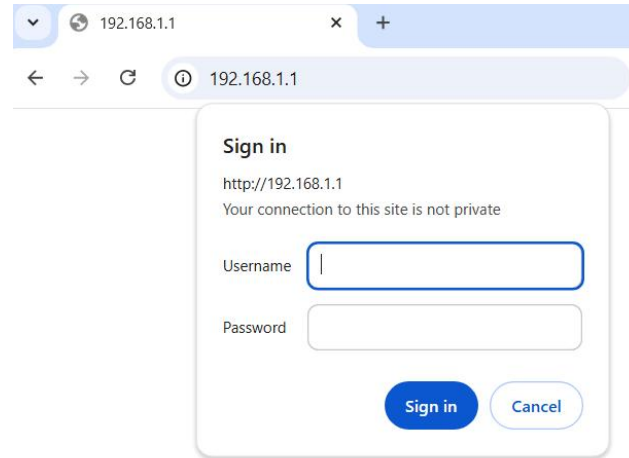 192.168.1.1
192.168.1.1
Sign in
http://192.168.1.1
Your connection to this site is not private
Username
Password
Sign in Cancel